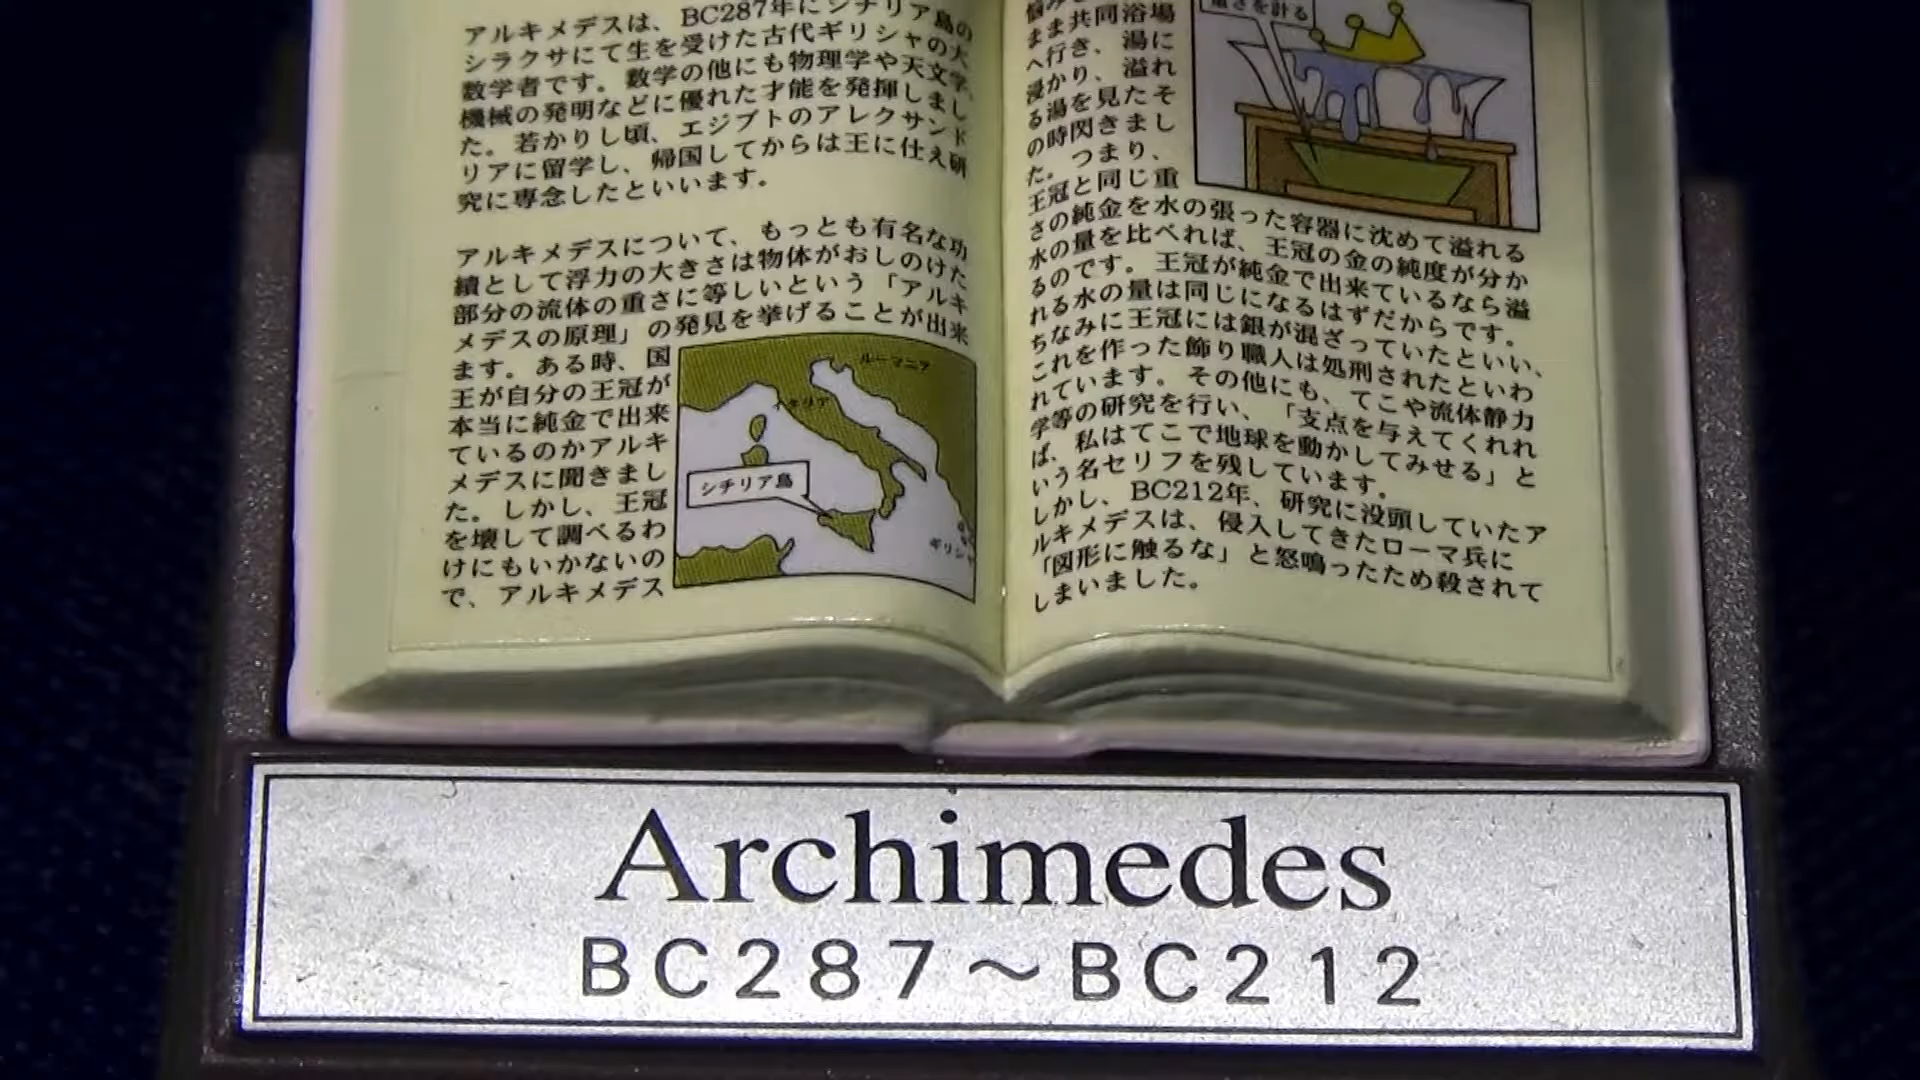 アルキメデスは、BC287年にシチリア島の
シラクサにて生を受けた古代ギリシャの大
数学者です。数学の他にも物理学や天文学、
機械の発明などに優れた才能を発揮しまし
た。若かりし頃、エジプトのアレクサンド
リアに留学し、帰国してからは王に仕え研
究に専念したといいます。
アルキメデスについて、もっとも有名な功
績として浮力の大きさは物体がおしのけた
部分の流体の重さに等しいという「アルキ
メデスの原理」の発見を挙げることが出来
ます。ある時、国
王が自分の王冠が
本当に純金で出来
ているのかアルキ
メデスに聞きまし
た。しかし、王冠
を壊して調べるわ
けにもいかないの
で、アルキメデス
ルーマニア
イタリア
シチリア島
ギリシャ
まま共同浴場
へ行き、湯に
浸かり、溢れ
る湯を見たそ
の時閃きまし
た。つまり、
王冠と同じ重
さの純金を水の張った容器に沈めて溢れる
水の量を比べれば、王冠の金の純度が分か
るのです。王冠が純金で出来ているなら溢
れる水の量は同じになるはずだからです。
ちなみに王冠には銀が混ざっていたといい、
これを作った飾り職人は処刑されたといわ
れています。その他にも、てこや流体静力
学等の研究を行い、「支点を与えてくれれ
ば、私はてこで地球を動かしてみせる」と
いう名セリフを残しています。
しかし、BC212年、研究に没頭していたア
ルキメデスは、侵入してきたローマ兵に
「図形に触るな」と怒鳴ったため殺されて
しまいました。
重さを計る
Archimedes
BC287～BC212